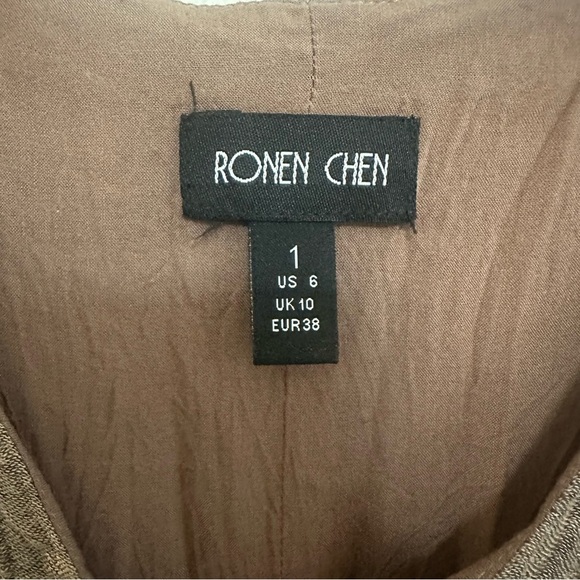 RONEN CHEN
1
US 6
UK 10
EUR 38